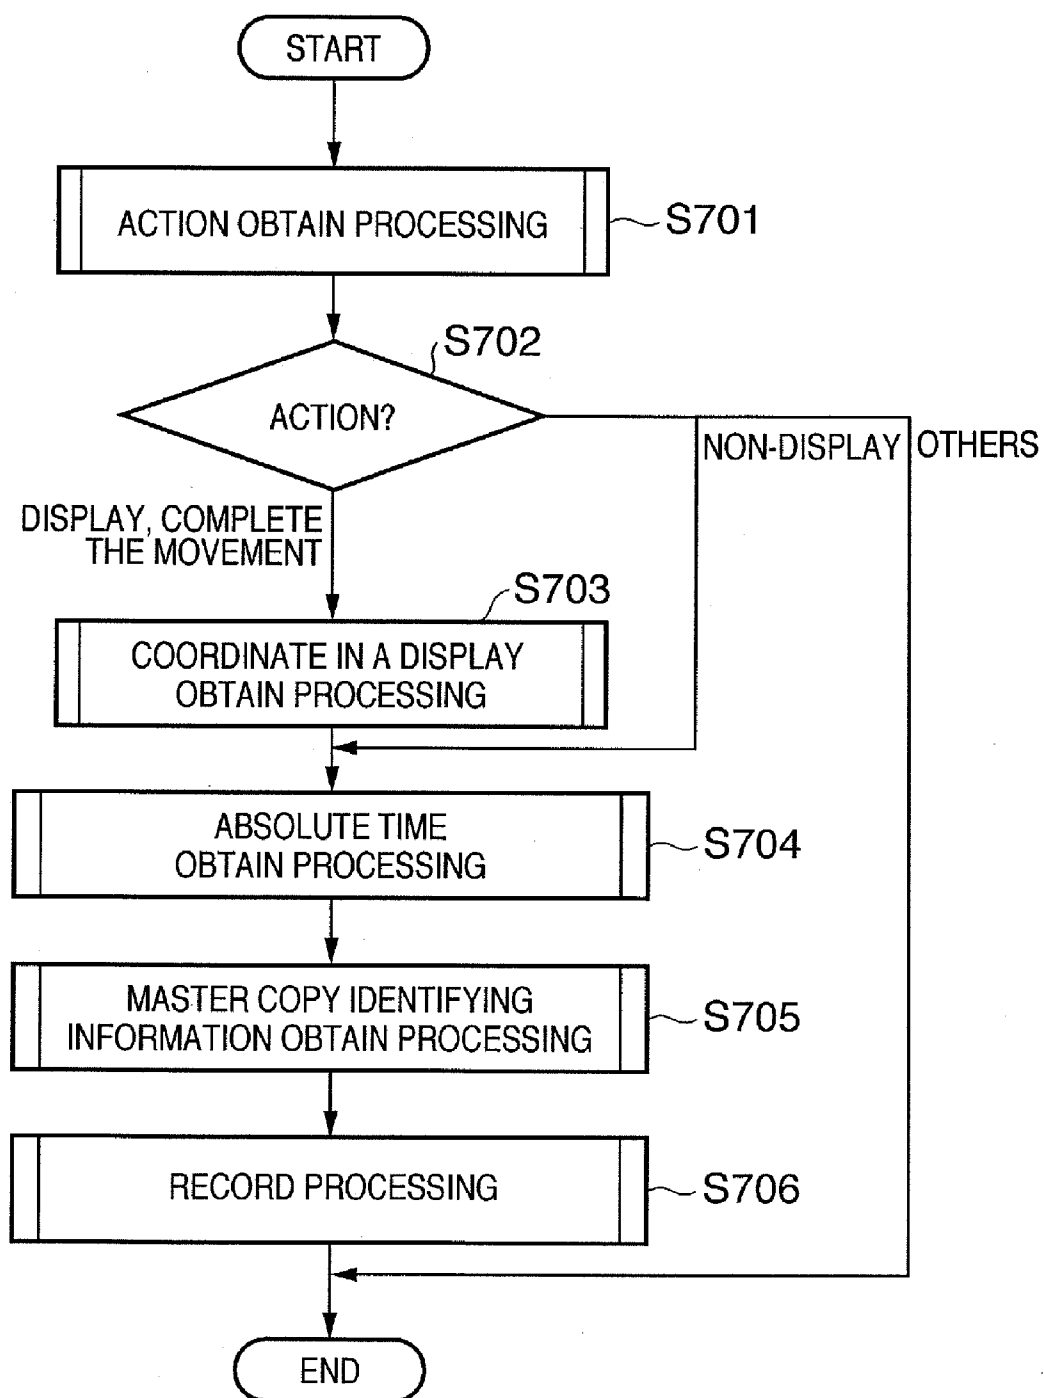 START
ACTION OBTAIN PROCESSING
S701
S702
ACTION?
NON-DISPLAY
OTHERS
DISPLAY, COMPLETE
THE MOVEMENT
S703
COORDINATE IN A DISPLAY
OBTAIN PROCESSING
ABSOLUTE TIME
OBTAIN PROCESSING
S704
MASTER COPY IDENTIFYING
INFORMATION OBTAIN PROCESSING
S705
RECORD PROCESSING
S706
END